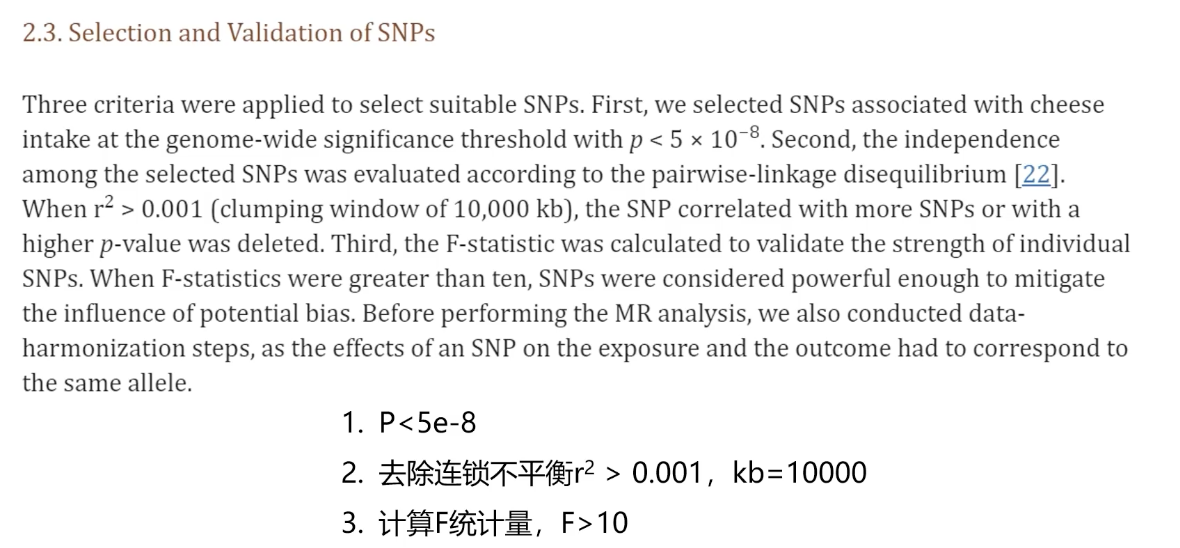 2.3. Selection and Validation of SNPs
Three criteria were applied to select suitable SNPs. First, we selected SNPs associated with cheese
intake at the genome-wide significance threshold with p < 5 × 10⁻⁸. Second, the independence
among the selected SNPs was evaluated according to the pairwise-linkage disequilibrium [22].
When r² > 0.001 (clumping window of 10,000 kb), the SNP correlated with more SNPs or with a
higher p-value was deleted. Third, the F-statistic was calculated to validate the strength of individual
SNPs. When F-statistics were greater than ten, SNPs were considered powerful enough to mitigate
the influence of potential bias. Before performing the MR analysis, we also conducted data-
harmonization steps, as the effects of an SNP on the exposure and the outcome had to correspond to
the same allele.
1. P<5e-8
2. 去除连锁不平衡r² > 0.001，kb=10000
3. 计算F统计量，F>10